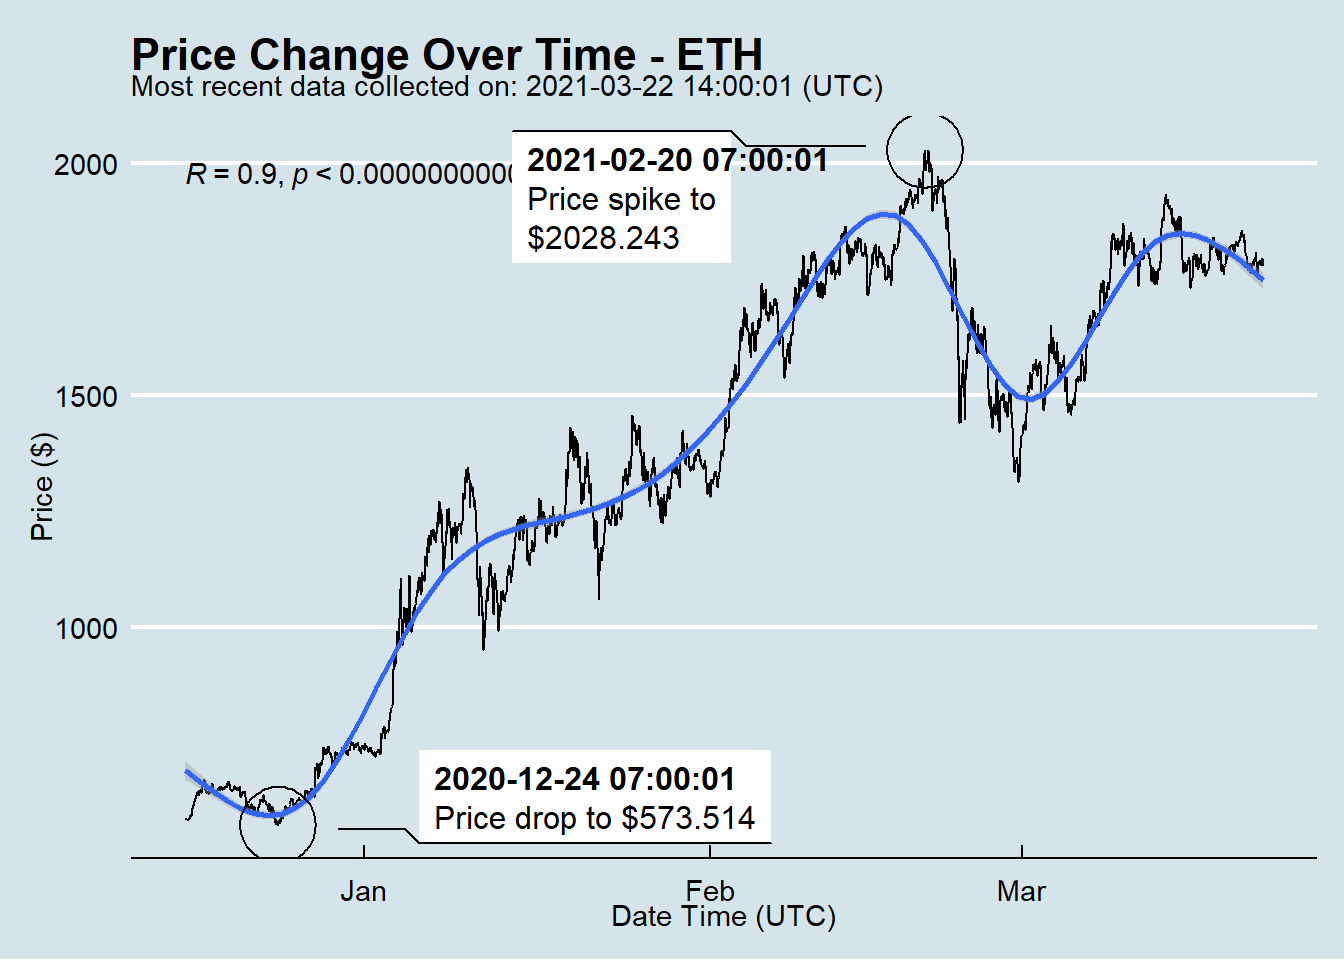 Price Change Over Time - ETH
Most recent data collected on: 2021-03-22 14:00:01 (UTC)
R = 0.9, p < 0.0000000000
2021-02-20 07:00:01
Price spike to
$2028.243
2000
1500
1000
Price ($)
2020-12-24 07:00:01
Price drop to $573.514
Jan
Feb
Mar
Date Time (UTC)